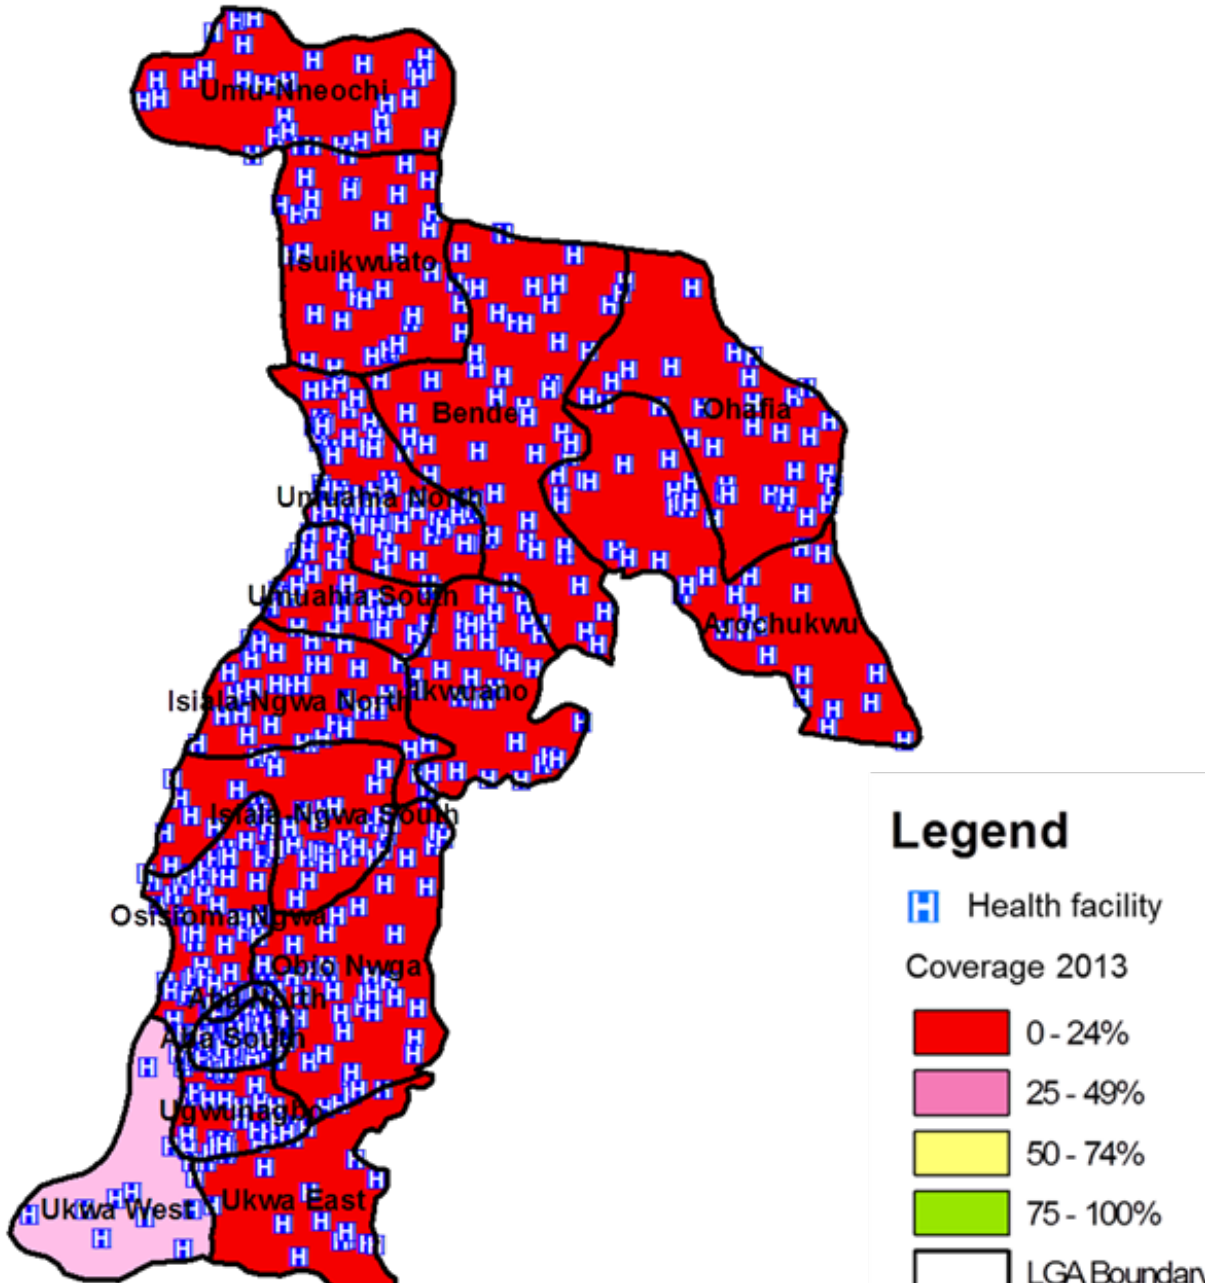 Umu-Nneochi
Isuikwuato
Bende
Ohafia
Umuahia North
Umuahia South
Arochukwu
Ikwuano
Isiala-Ngwa North
Isiala-Ngwa South
Osisioma Ngwa
Obio Nwga
Aba North
Aba South
Ugwunagbo
Ukwa West
Ukwa East
Legend
H Health facility
Coverage 2013
0 - 24%
25 - 49%
50 - 74%
75 - 100%
LGA Boundary